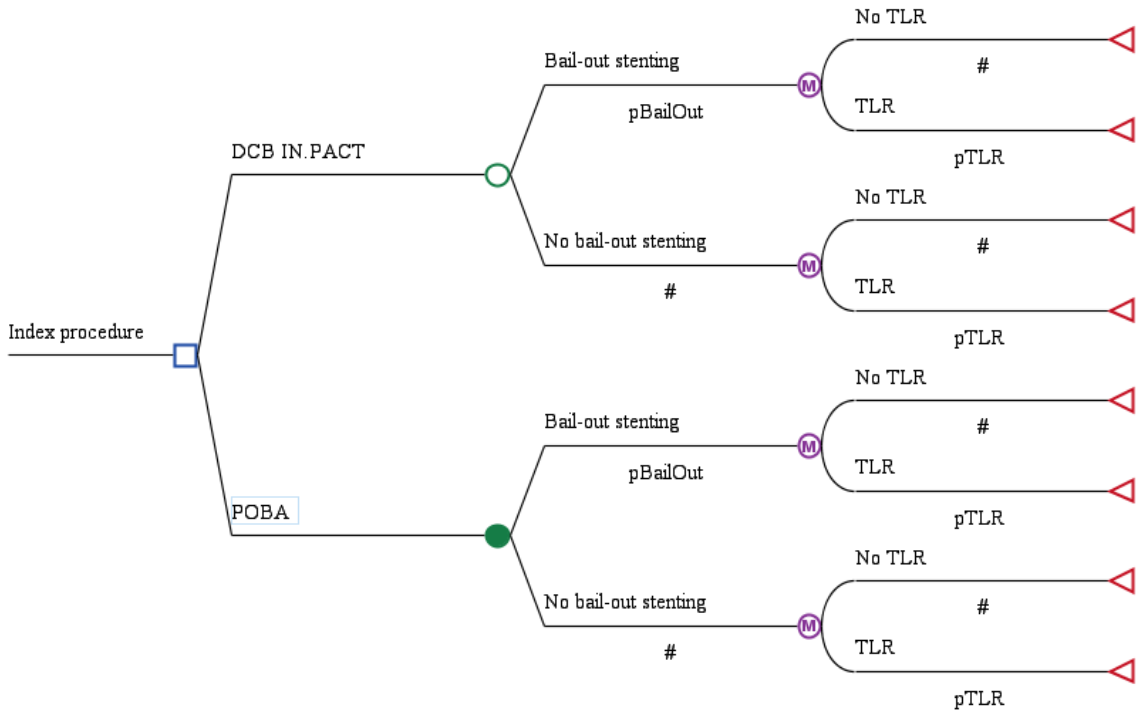 No TLR
#
Bail-out stenting
pBailOut
M
TLR
pTLR
DCB IN.PACT
No TLR
#
No bail-out stenting
#
M
TLR
pTLR
Index procedure
No TLR
#
Bail-out stenting
pBailOut
M
TLR
pTLR
POBA
No TLR
#
No bail-out stenting
#
M
TLR
pTLR